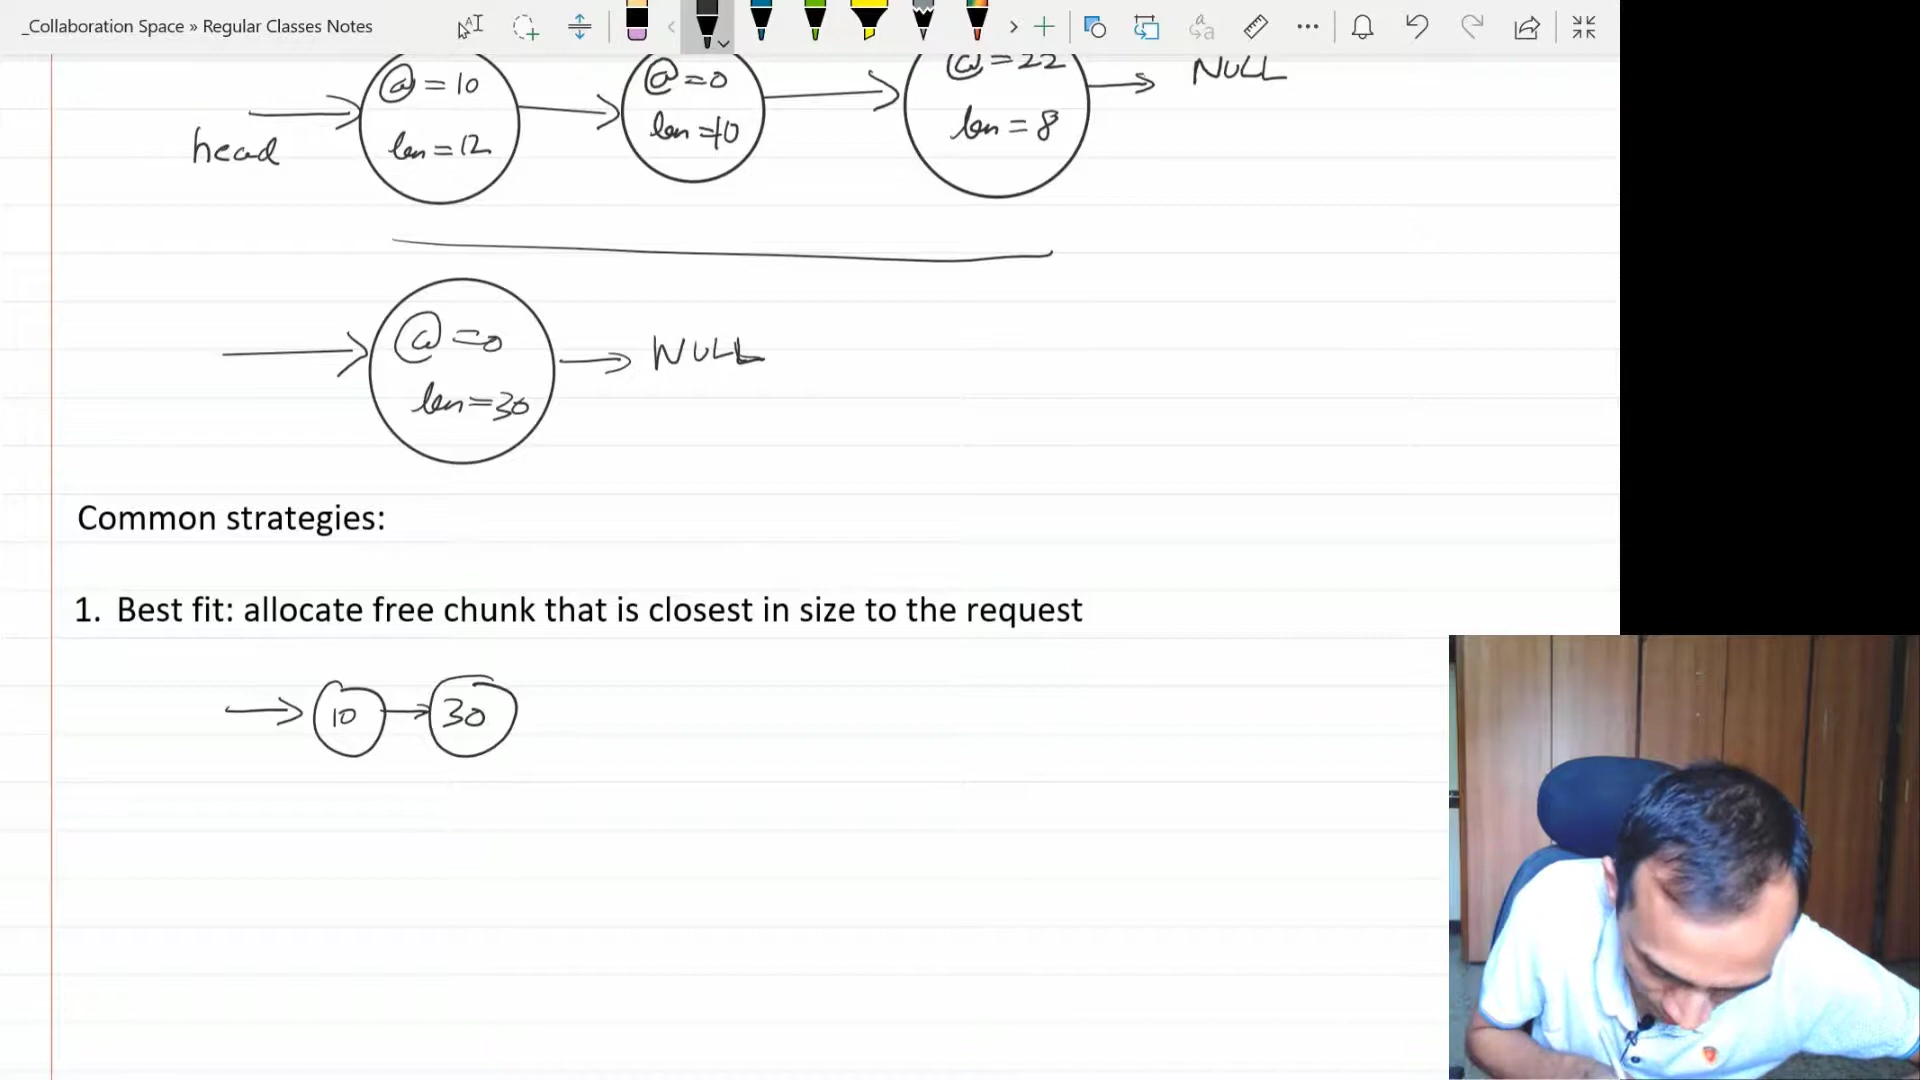 _Collaboration Space » Regular Classes Notes
@ = 10
@ = 0
@ = 22
NULL
head
len = 12
len = 10
len = 8
@ = 0
NULL
len = 30
Common strategies:
1. Best fit: allocate free chunk that is closest in size to the request
10
30